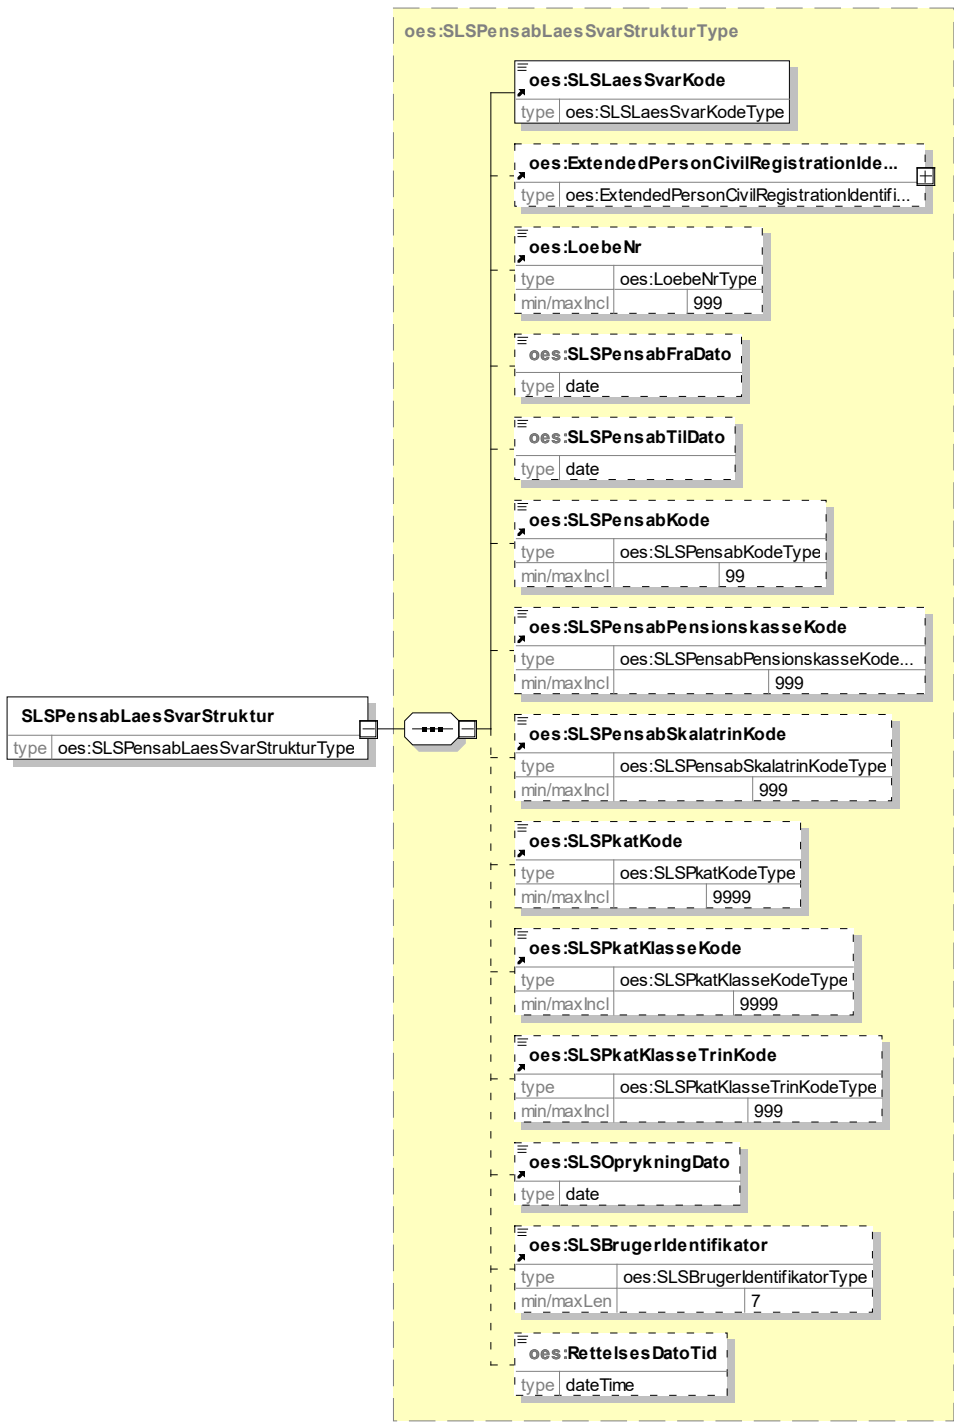 oes:SLSPensabLaesSvarStrukturType
oes:SLSLaesSvarKode
type oes:SLSLaesSvarKodeType
oes:ExtendedPersonCivilRegistrationIde...
type oes:ExtendedPersonCivilRegistrationIdentifi...
oes:LoebeNr
type oes:LoebeNrType
min/maxIncl 999
oes:SLSPensabFraDato
type date
oes:SLSPensabTilDato
type date
oes:SLSPensabKode
type oes:SLSPensabKodeType
min/maxIncl 99
oes:SLSPensabPensionskasseKode
type oes:SLSPensabPensionskasseKode...
min/maxIncl 999
SLSPensabLaesSvarStruktur
type oes:SLSPensabLaesSvarStrukturType
oes:SLSPensabSkalatrinKode
type oes:SLSPensabSkalatrinKodeType
min/maxIncl 999
oes:SLSPkatKode
type oes:SLSPkatKodeType
min/maxIncl 9999
oes:SLSPkatKlasseKode
type oes:SLSPkatKlasseKodeType
min/maxIncl 9999
oes:SLSPkatKlasseTrinKode
type oes:SLSPkatKlasseTrinKodeType
min/maxIncl 999
oes:SLSOprykningDato
type date
oes:SLSBrugerIdentifikator
type oes:SLSBrugerIdentifikatorType
min/maxLen 7
oes:RettelsesDatoTid
type dateTime